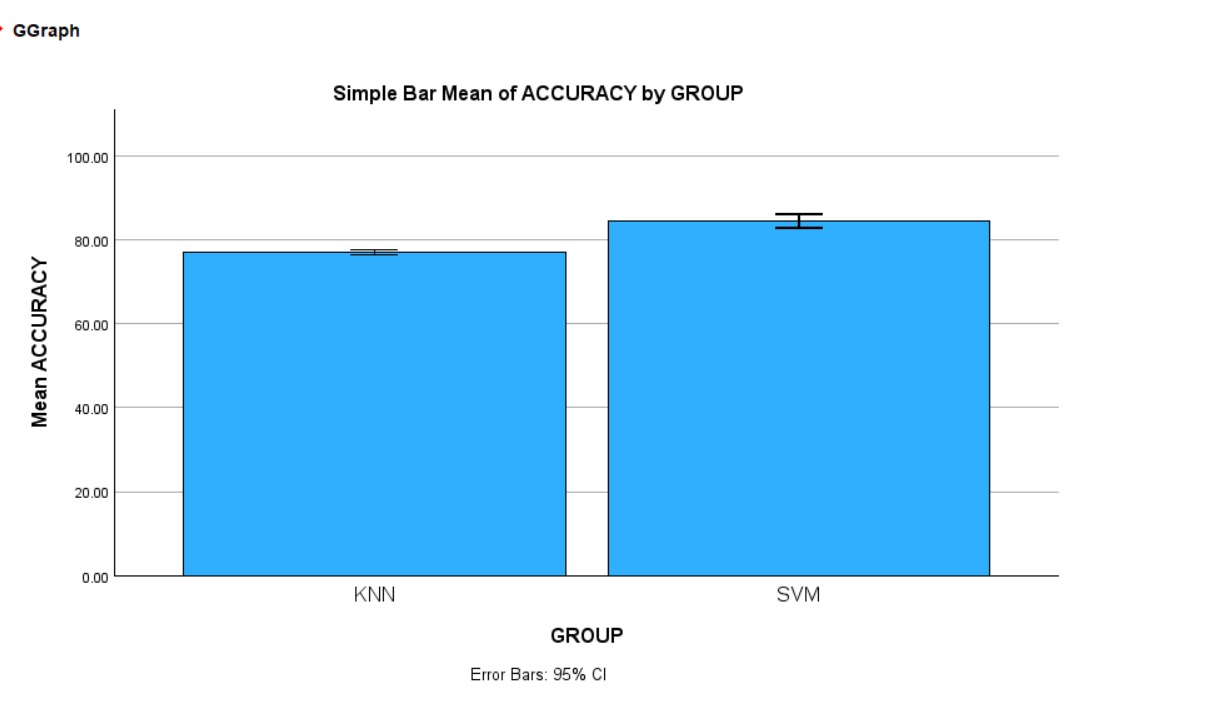 GGraph
Simple Bar Mean of ACCURACY by GROUP
100.00
80.00
60.00
40.00
20.00
0.00
Mean ACCURACY
KNN
SVM
GROUP
Error Bars: 95% CI